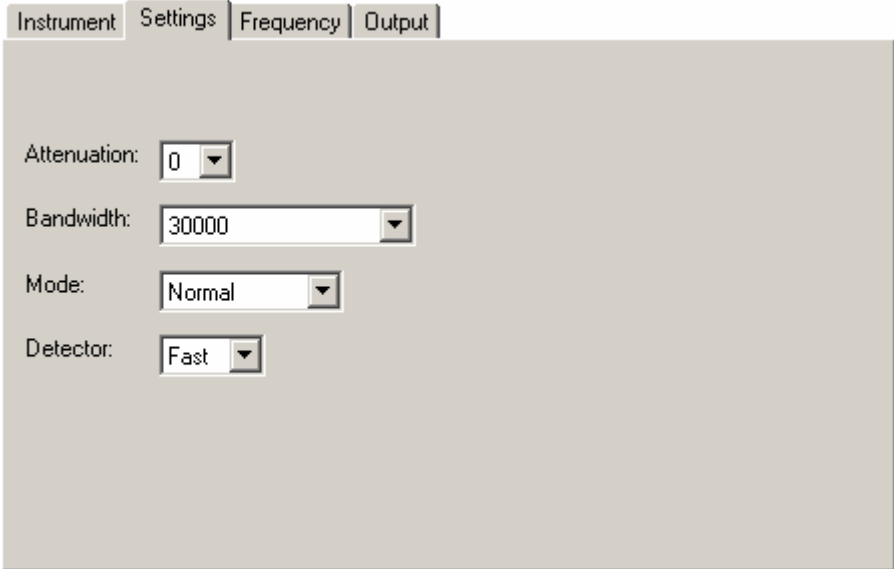 Instrument Settings Frequency Output
Attenuation: 0
Bandwidth: 30000
Mode: Normal
Detector: Fast